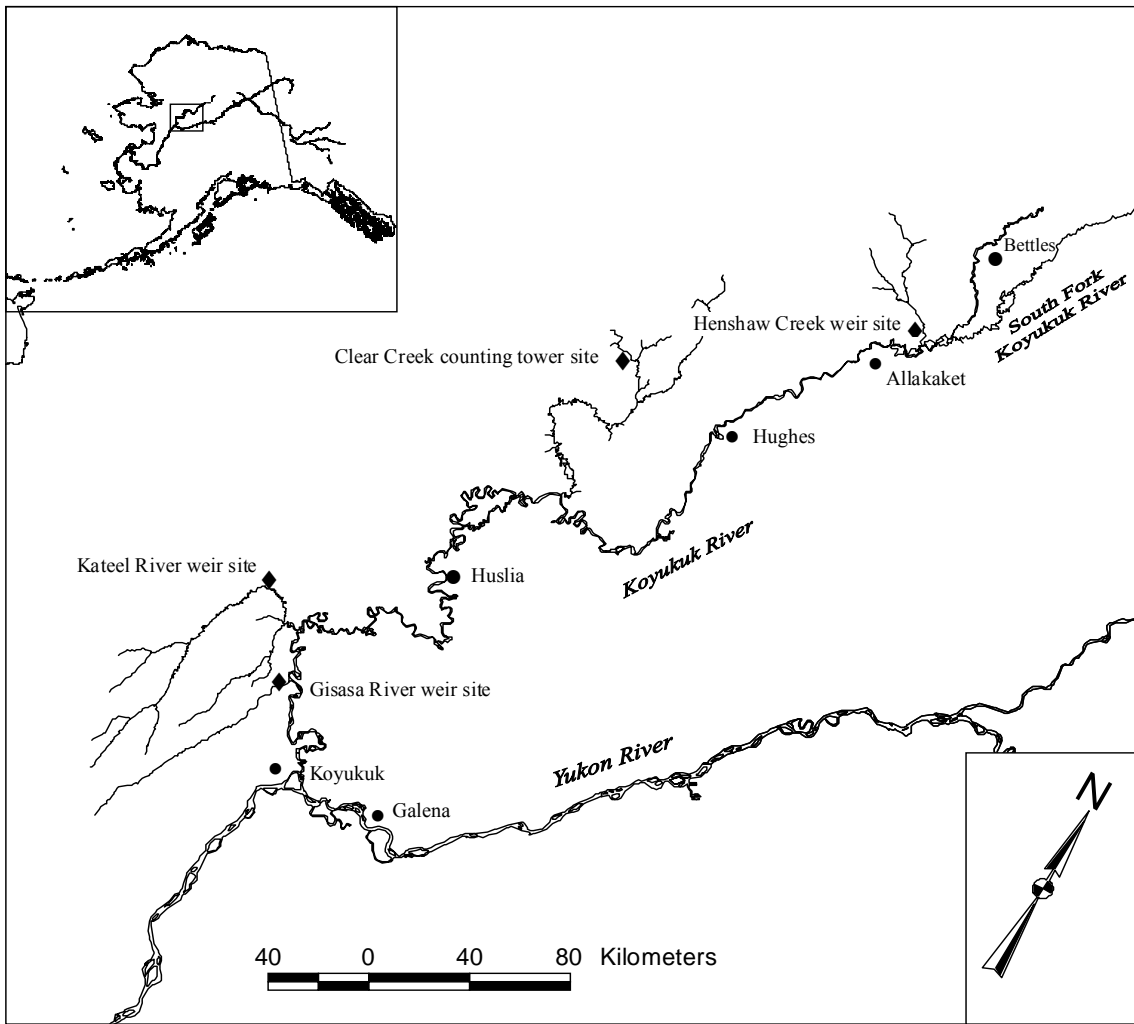 Bettles
South Fork
Koyukuk River
Henshaw Creek weir site
Clear Creek counting tower site
Allakaket
Hughes
Koyukuk River
Kateel River weir site
Huslia
Gisasa River weir site
Yukon River
Koyukuk
Galena
N
40 0 40 80 Kilometers